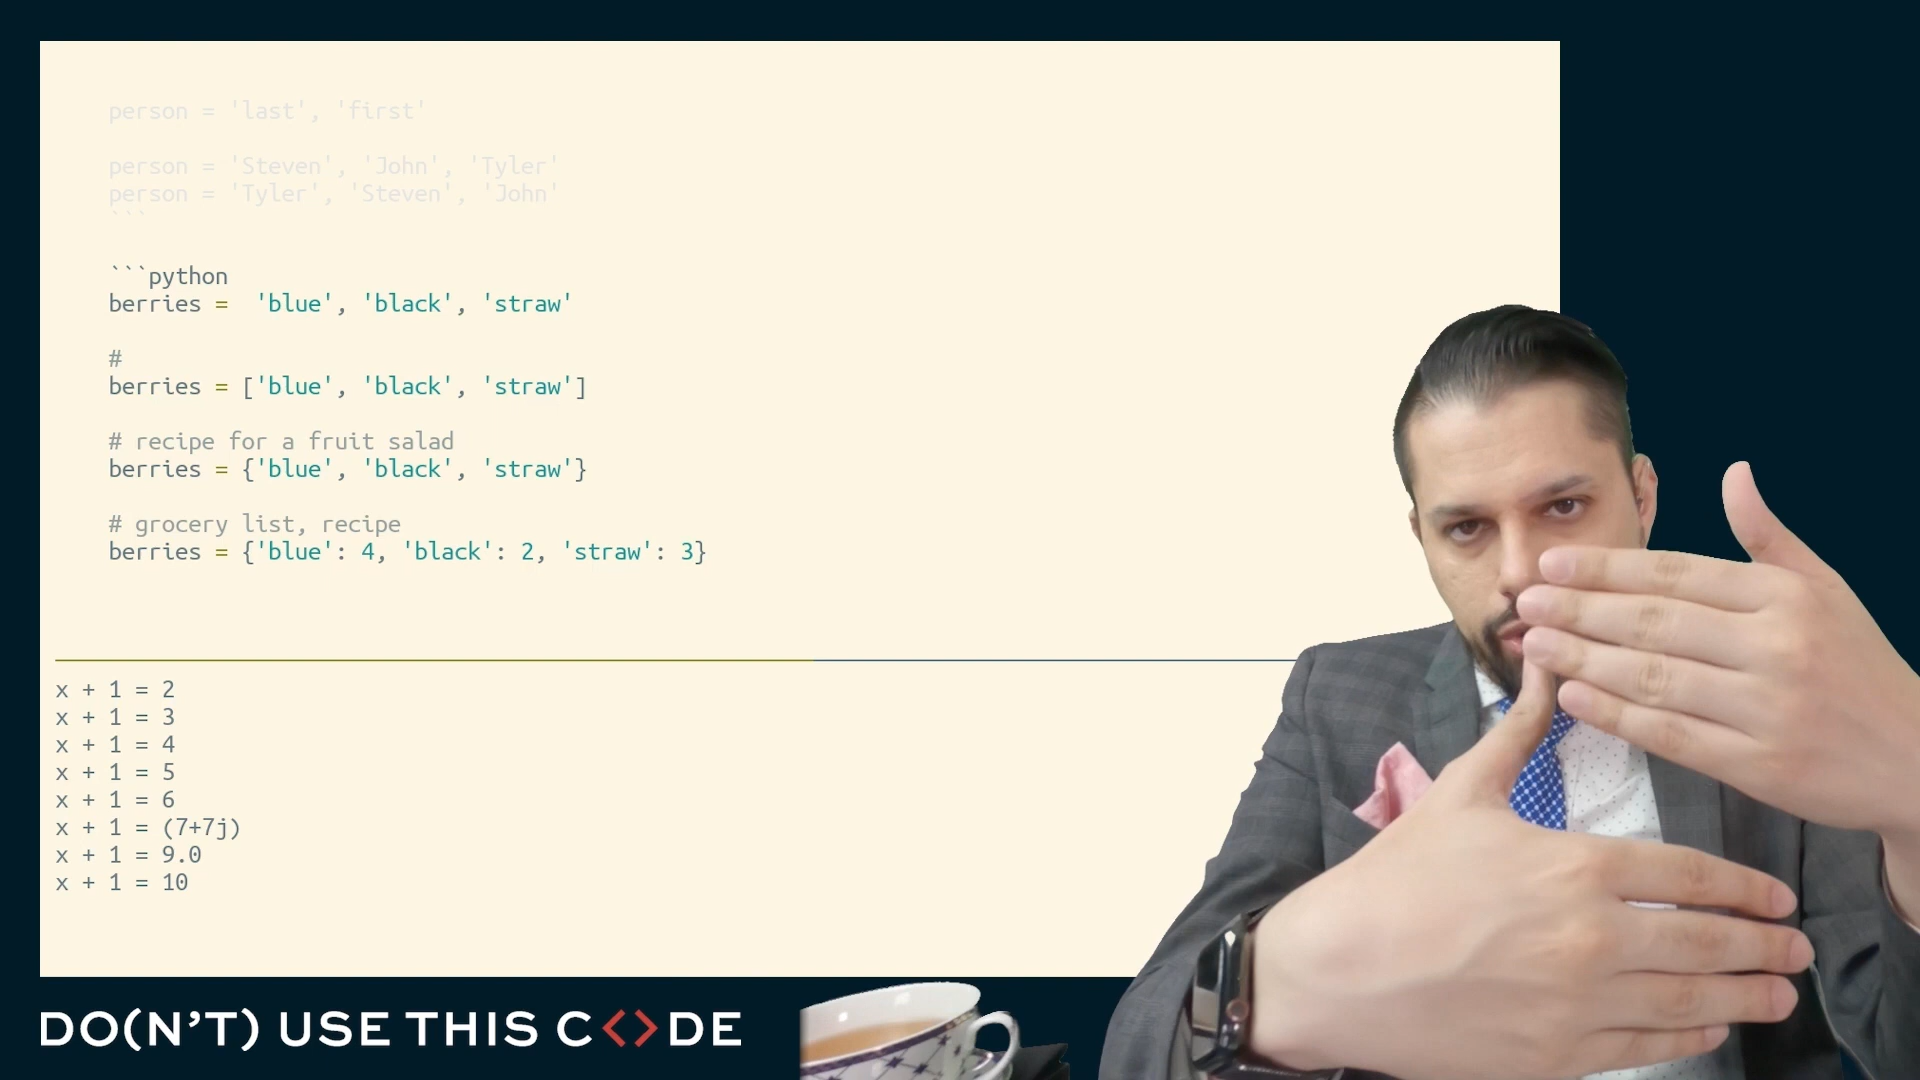 person = 'last', 'first'
person = 'Steven', 'John', 'Tyler'
person = 'Tyler', 'Steven', 'John'
```
```python
berries =  'blue', 'black', 'straw'
#
berries = ['blue', 'black', 'straw']
# recipe for a fruit salad
berries = {'blue', 'black', 'straw'}
# grocery list, recipe
berries = {'blue': 4, 'black': 2, 'straw': 3}
x + 1 = 2
x + 1 = 3
x + 1 = 4
x + 1 = 5
x + 1 = 6
x + 1 = (7+7j)
x + 1 = 9.0
x + 1 = 10
DO(N'T) USE THIS C<>DE